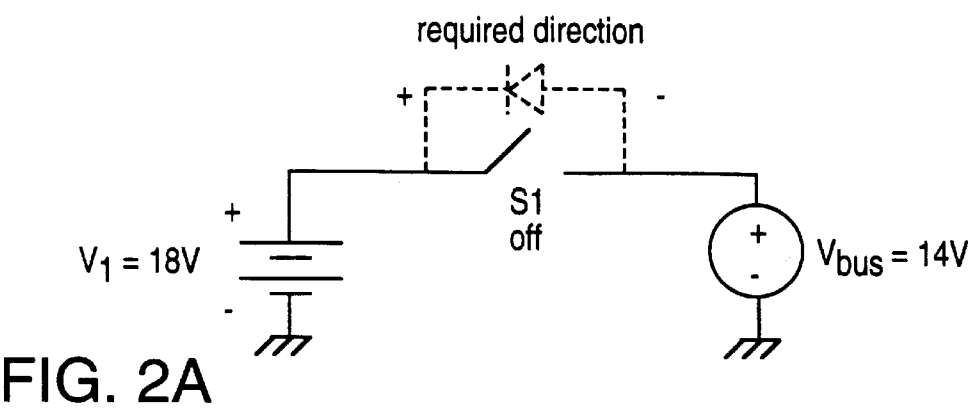 required direction
+ -
S1
off
+
V1 = 18V
-
+
-
Vbus = 14V
FIG. 2A